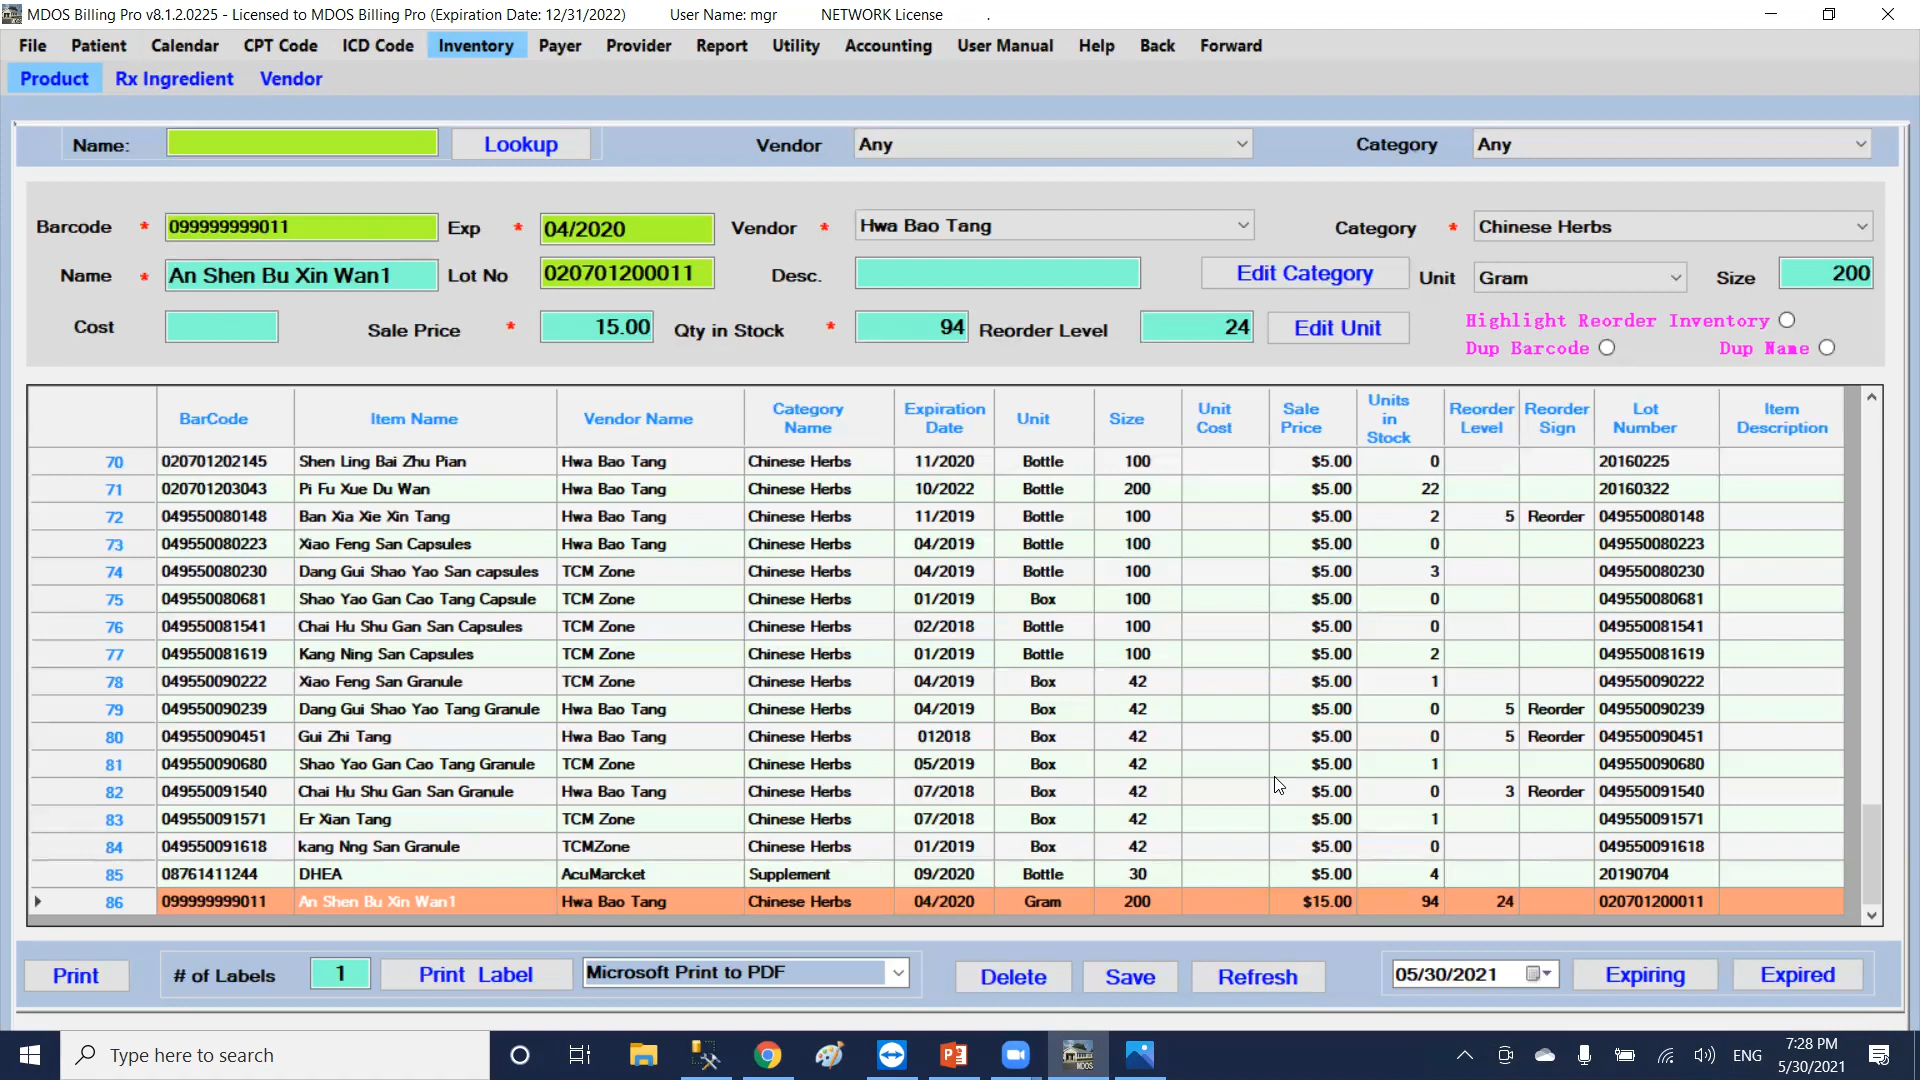 MDOS Billing Pro v8.1.2.0225 - Licensed to MDOS Billing Pro (Expiration Date: 12/31/2022) User Name: mgr NETWORK License .
File Patient Calendar CPT Code ICD Code Inventory Payer Provider Report Utility Accounting User Manual Help Back Forward
Product Rx Ingredient Vendor
Name: Lookup Vendor Any Category Any
Barcode * 099999999011 Exp * 04/2020 Vendor * Hwa Bao Tang Category * Chinese Herbs
Name * An Shen Bu Xin Wan1 Lot No 020701200011 Desc. Edit Category Unit Gram Size 200
Cost Sale Price * 15.00 Qty in Stock * 94 Reorder Level 24 Edit Unit Highlight Reorder Inventory
Dup Barcode Dup Name
BarCode Item Name Vendor Name Category Name Expiration Date Unit Size Unit Cost Sale Price Units in Stock Reorder Level Reorder Sign Lot Number Item Description
70 020701202145 Shen Ling Bai Zhu Pian Hwa Bao Tang Chinese Herbs 11/2020 Bottle 100 $5.00 0 20160225
71 020701203043 Pi Fu Xue Du Wan Hwa Bao Tang Chinese Herbs 10/2022 Bottle 200 $5.00 22 20160322
72 049550080148 Ban Xia Xie Xin Tang Hwa Bao Tang Chinese Herbs 11/2019 Bottle 100 $5.00 2 5 Reorder 049550080148
73 049550080223 Xiao Feng San Capsules Hwa Bao Tang Chinese Herbs 04/2019 Bottle 100 $5.00 0 049550080223
74 049550080230 Dang Gui Shao Yao San capsules TCM Zone Chinese Herbs 04/2019 Bottle 100 $5.00 3 049550080230
75 049550080681 Shao Yao Gan Cao Tang Capsule TCM Zone Chinese Herbs 01/2019 Box 100 $5.00 0 049550080681
76 049550081541 Chai Hu Shu Gan San Capsules TCM Zone Chinese Herbs 02/2018 Bottle 100 $5.00 0 049550081541
77 049550081619 Kang Ning San Capsules TCM Zone Chinese Herbs 01/2019 Bottle 100 $5.00 2 049550081619
78 049550090222 Xiao Feng San Granule TCM Zone Chinese Herbs 04/2019 Box 42 $5.00 1 049550090222
79 049550090239 Dang Gui Shao Yao Tang Granule Hwa Bao Tang Chinese Herbs 04/2019 Box 42 $5.00 0 5 Reorder 049550090239
80 049550090451 Gui Zhi Tang Hwa Bao Tang Chinese Herbs 012018 Box 42 $5.00 0 5 Reorder 049550090451
81 049550090680 Shao Yao Gan Cao Tang Granule TCM Zone Chinese Herbs 05/2019 Box 42 $5.00 1 049550090680
82 049550091540 Chai Hu Shu Gan San Granule Hwa Bao Tang Chinese Herbs 07/2018 Box 42 $5.00 0 3 Reorder 049550091540
83 049550091571 Er Xian Tang TCM Zone Chinese Herbs 07/2018 Box 42 $5.00 1 049550091571
84 049550091618 kang Nng San Granule TCMZone Chinese Herbs 01/2019 Box 42 $5.00 0 049550091618
85 08761411244 DHEA AcuMarcket Supplement 09/2020 Bottle 30 $5.00 4 20190704
86 099999999011 An Shen Bu Xin Wan1 Hwa Bao Tang Chinese Herbs 04/2020 Gram 200 $15.00 94 24 020701200011
Print # of Labels 1 Print Label Microsoft Print to PDF Delete Save Refresh 05/30/2021 Expiring Expired
Type here to search ENG 7:28 PM
5/30/2021